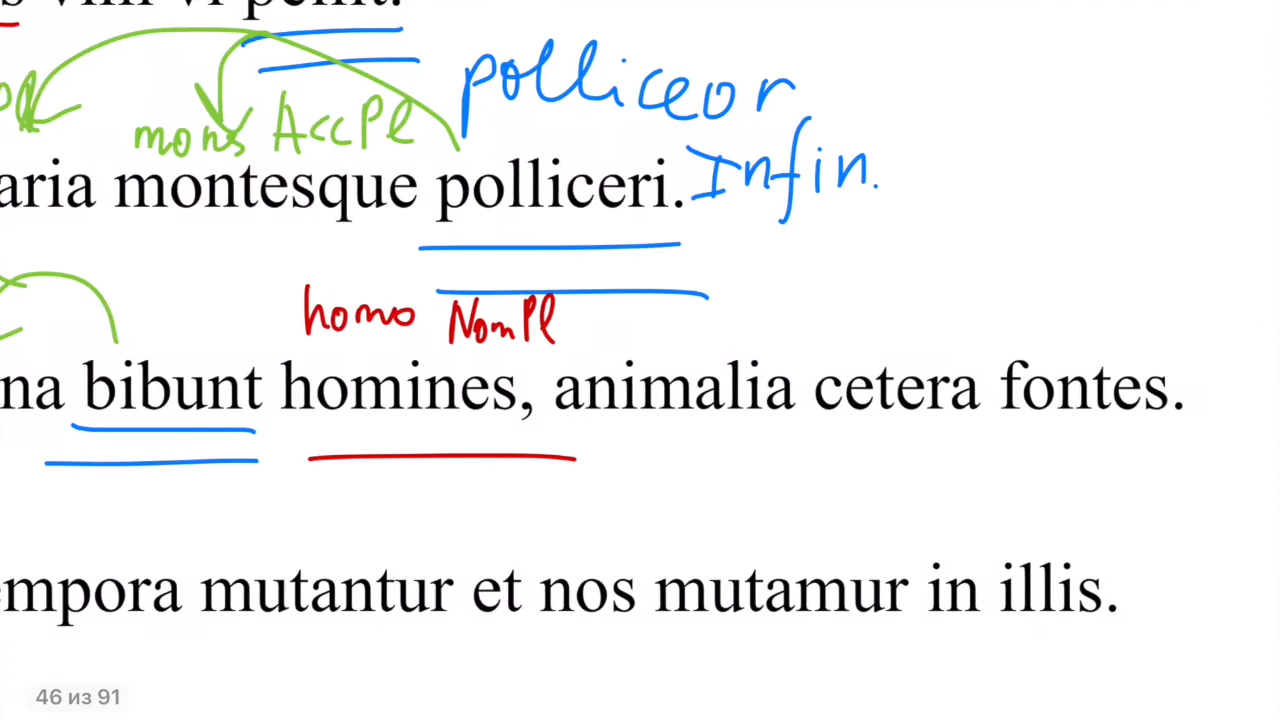 polliceor
mons AccPl
aria montesque polliceri. Infin.
homo NomPl
na bibunt homines, animalia cetera fontes.
empora mutantur et nos mutamur in illis.
46 из 91